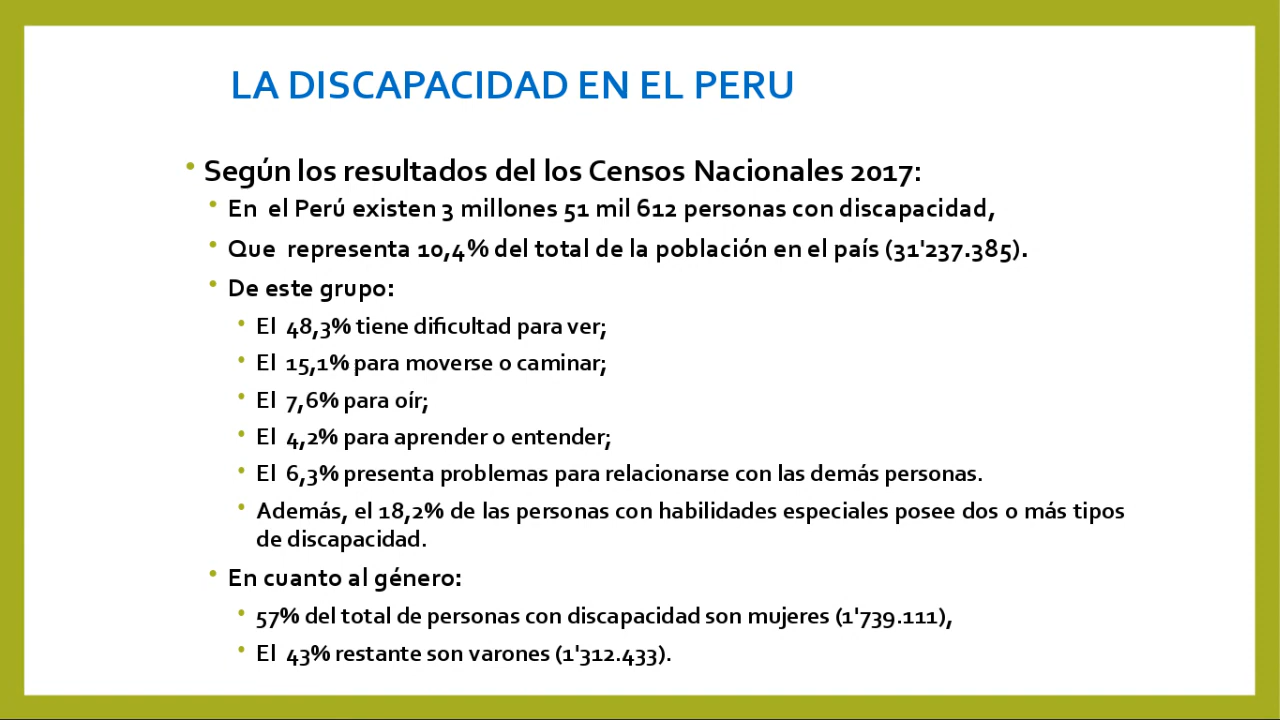 LA DISCAPACIDAD EN EL PERU
• Según los resultados del los Censos Nacionales 2017:
• En el Perú existen 3 millones 51 mil 612 personas con discapacidad,
• Que representa 10,4% del total de la población en el país (31'237.385).
• De este grupo:
• El 48,3% tiene dificultad para ver;
• El 15,1% para moverse o caminar;
• El 7,6% para oír;
• El 4,2% para aprender o entender;
• El 6,3% presenta problemas para relacionarse con las demás personas.
• Además, el 18,2% de las personas con habilidades especiales posee dos o más tipos
de discapacidad.
• En cuanto al género:
• 57% del total de personas con discapacidad son mujeres (1'739.111),
• El 43% restante son varones (1'312.433).